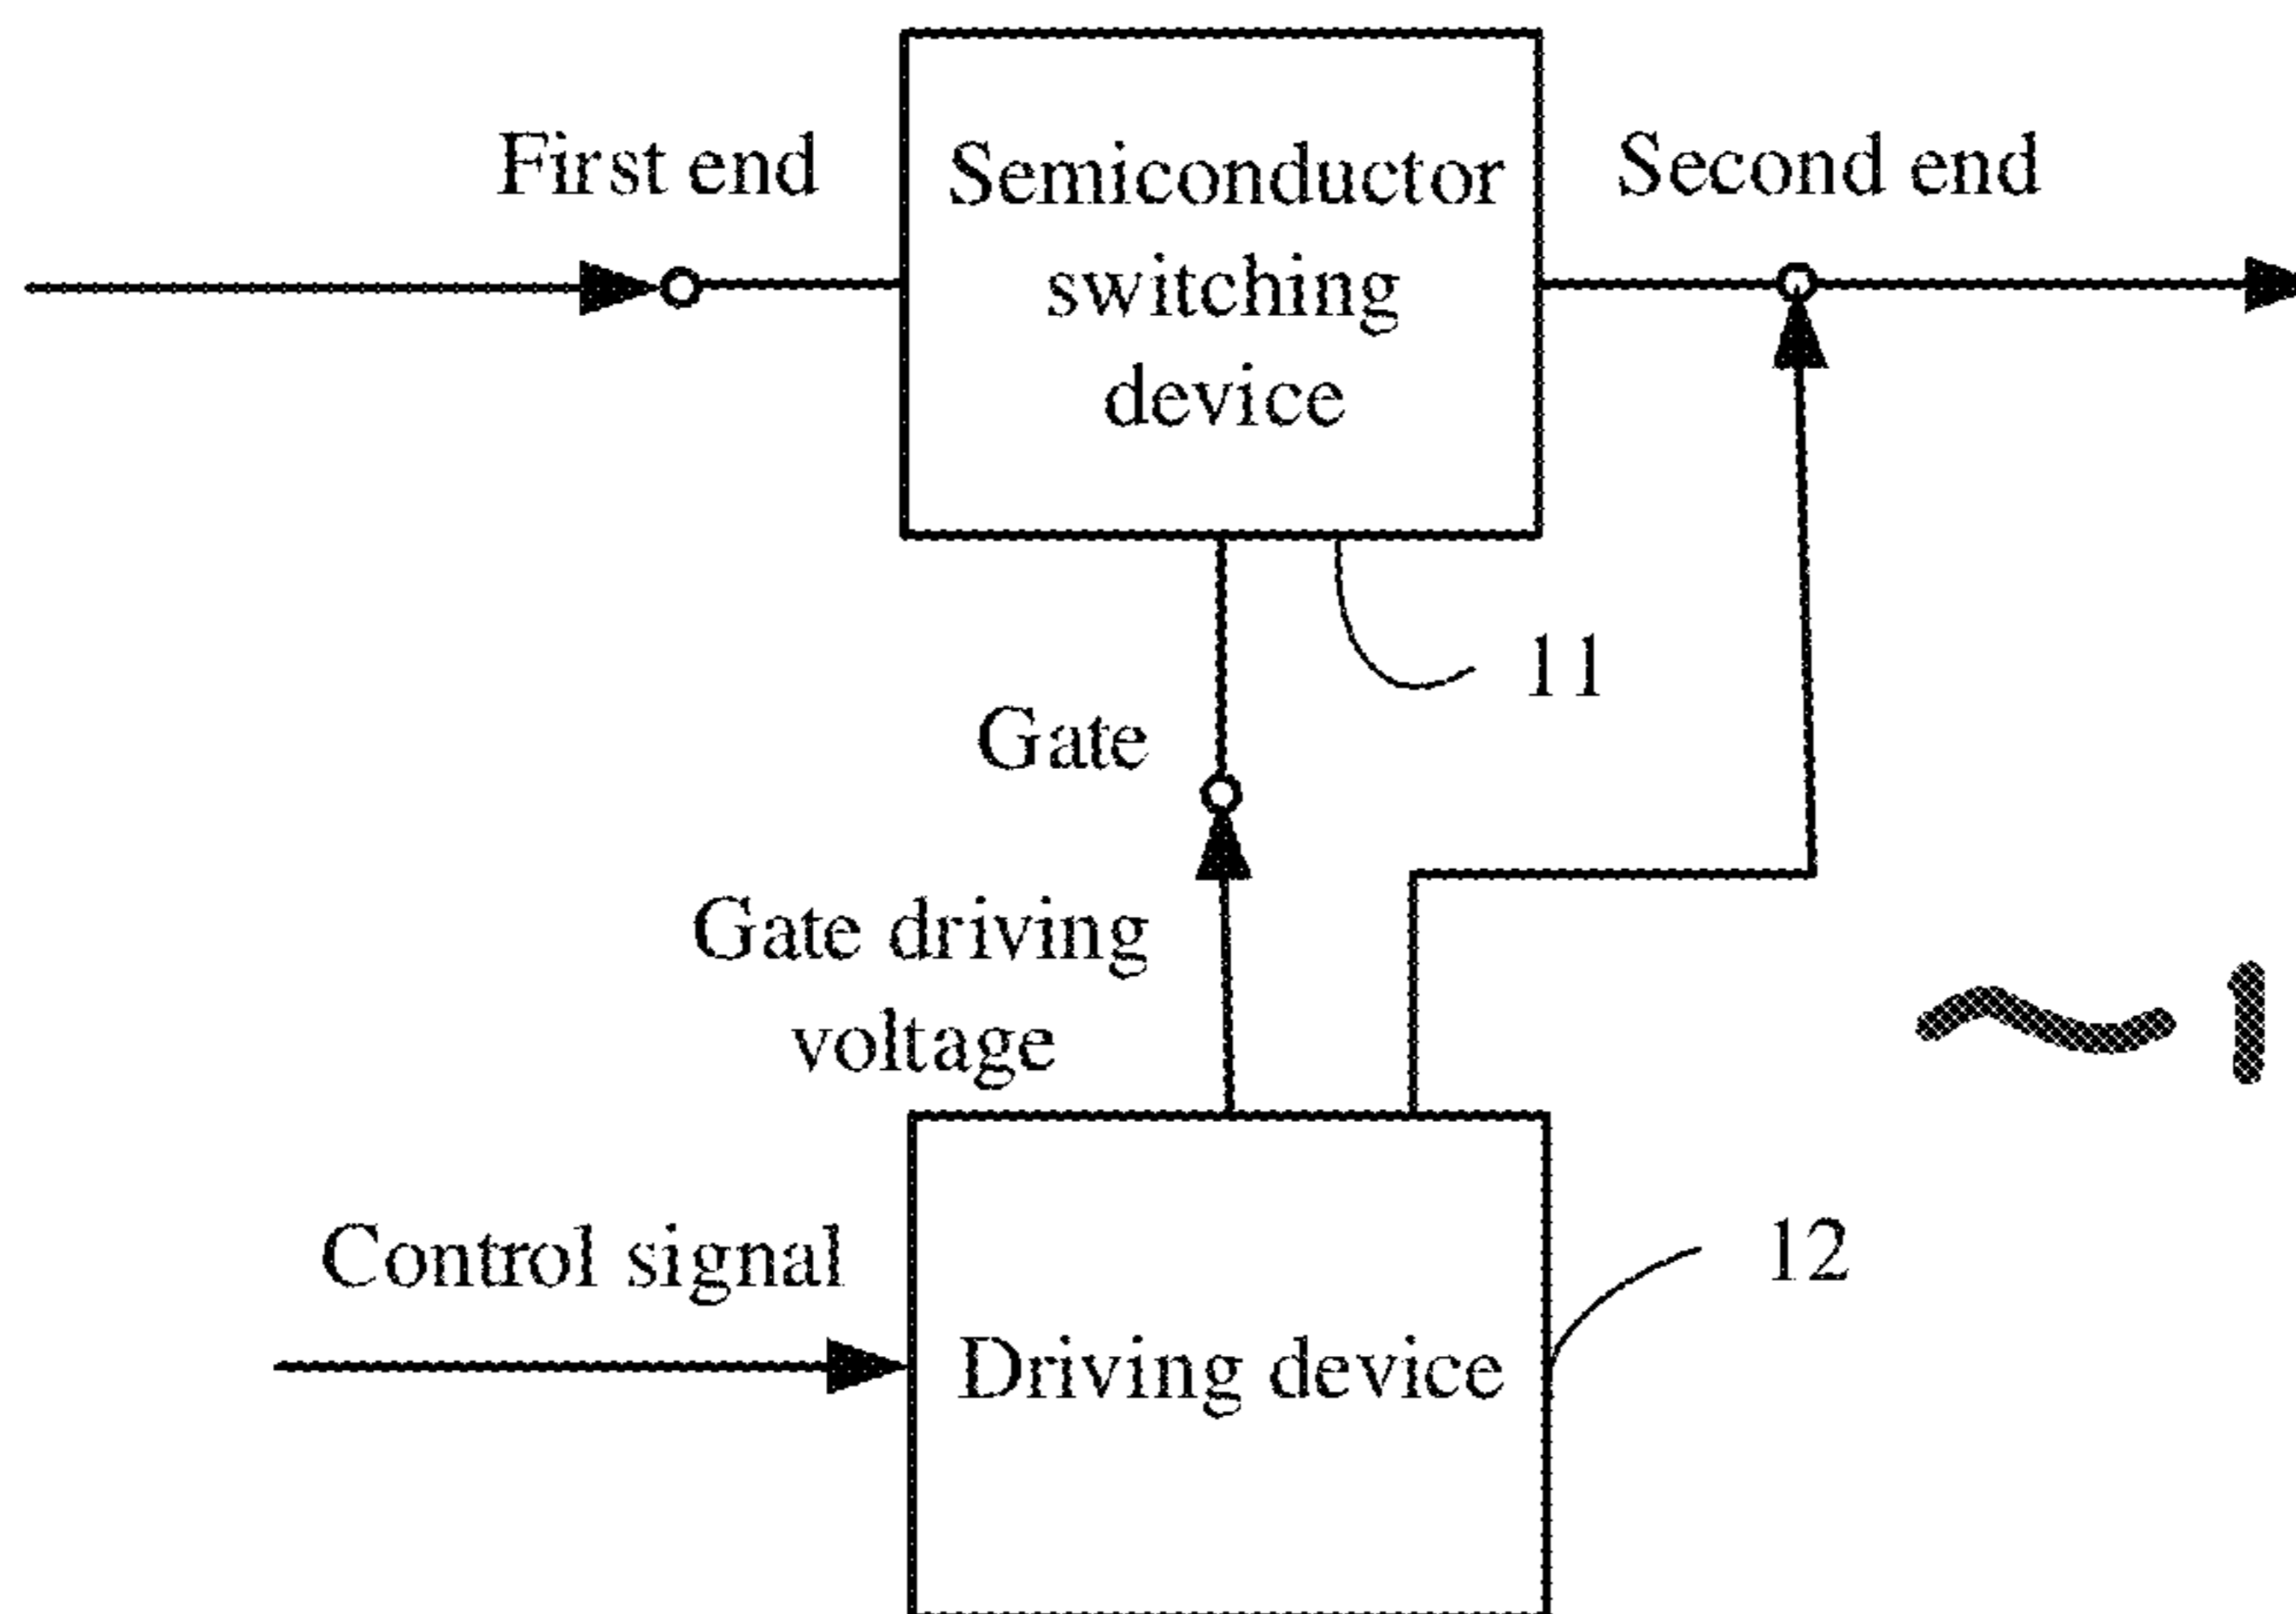 First end
Semiconductor
switching
device
Second end
11
Gate
Gate driving
voltage
~ 1
Control signal
Driving device
12